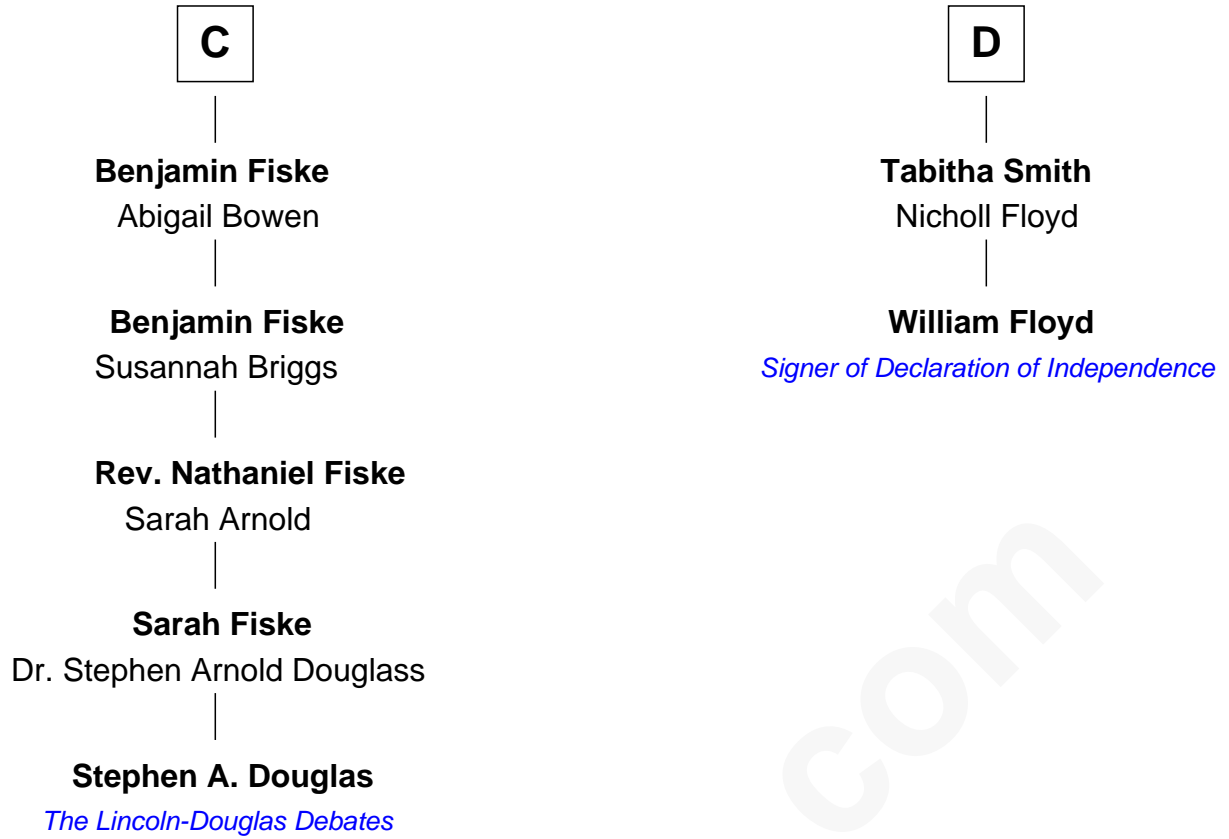 C
Benjamin Fiske
Abigail Bowen
Benjamin Fiske
Susannah Briggs
Rev. Nathaniel Fiske
Sarah Arnold
Sarah Fiske
Dr. Stephen Arnold Douglass
Stephen A. Douglas
The Lincoln-Douglas Debates
D
Tabitha Smith
Nicholl Floyd
William Floyd
Signer of Declaration of Independence
com